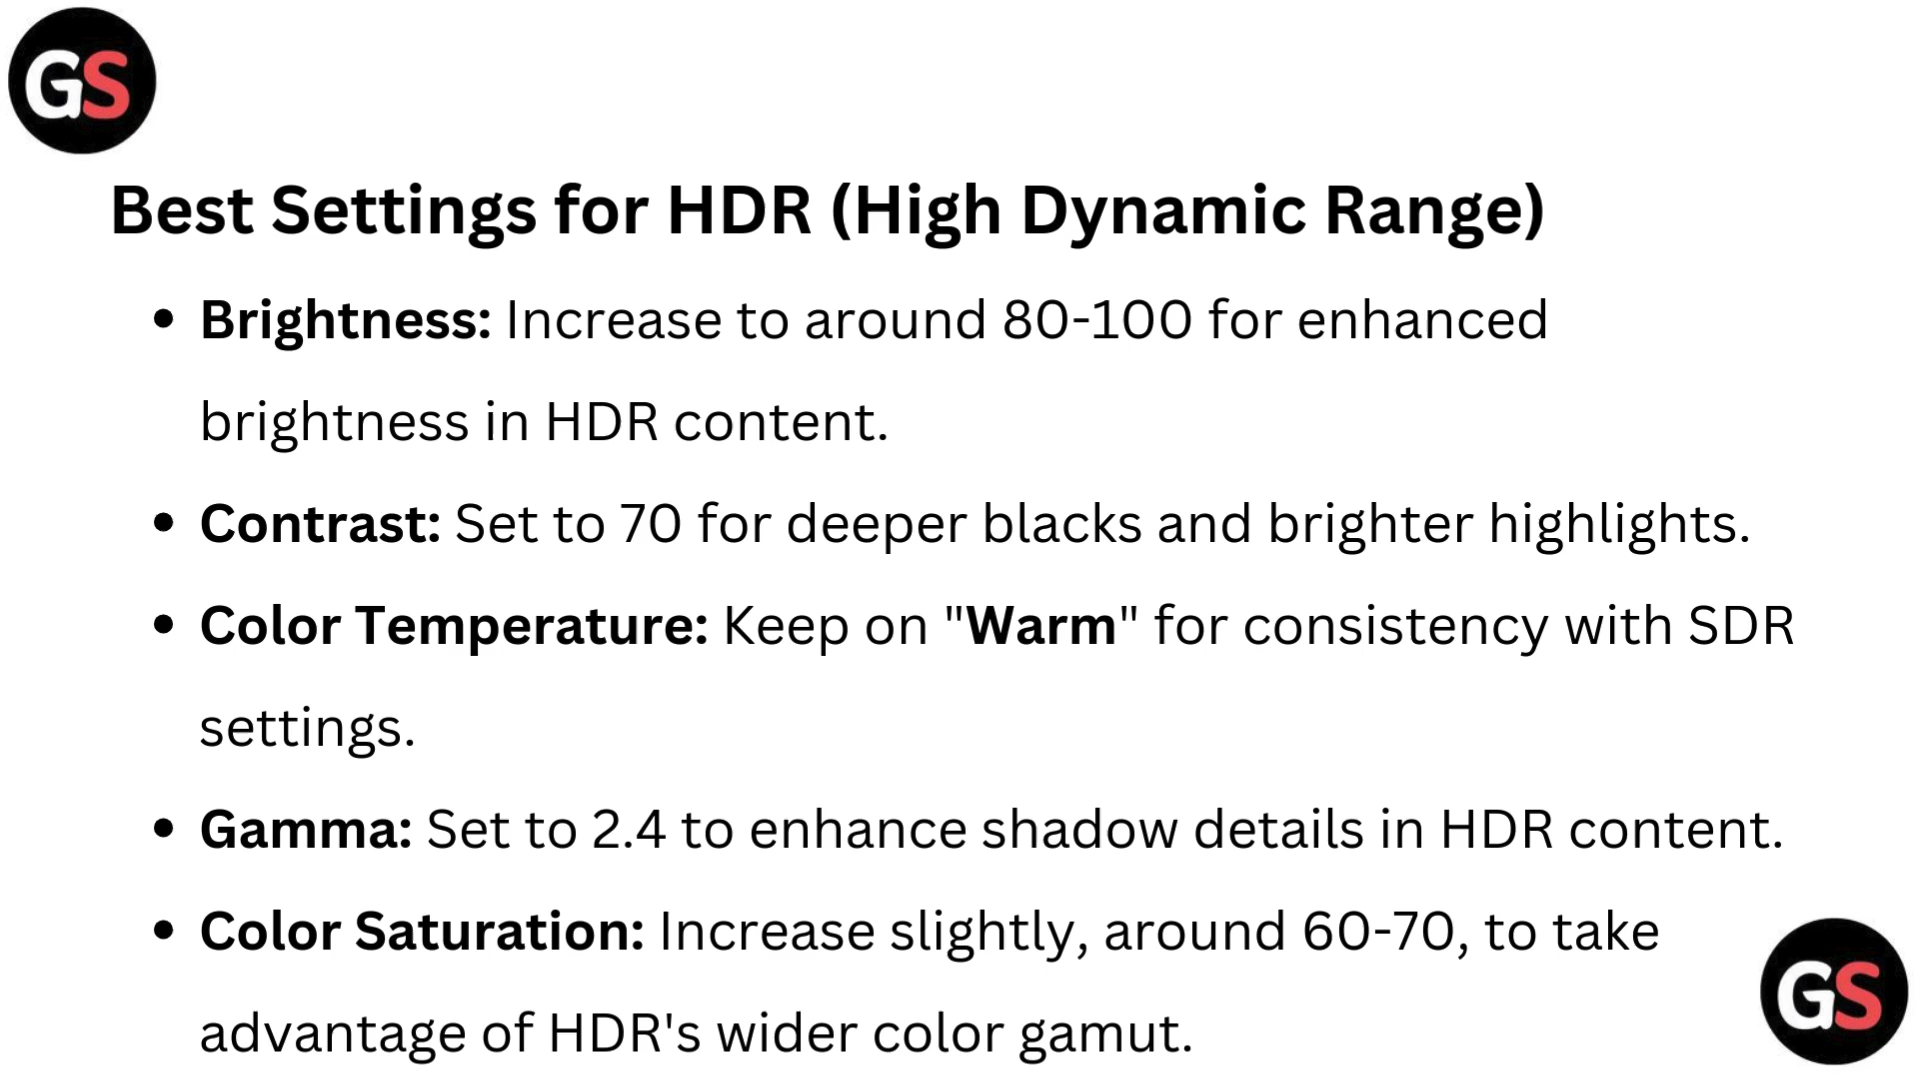 GS
Best Settings for HDR (High Dynamic Range)
• Brightness: Increase to around 80-100 for enhanced
brightness in HDR content.
• Contrast: Set to 70 for deeper blacks and brighter highlights.
• Color Temperature: Keep on "Warm" for consistency with SDR
settings.
• Gamma: Set to 2.4 to enhance shadow details in HDR content.
• Color Saturation: Increase slightly, around 60-70, to take
advantage of HDR's wider color gamut.
GS